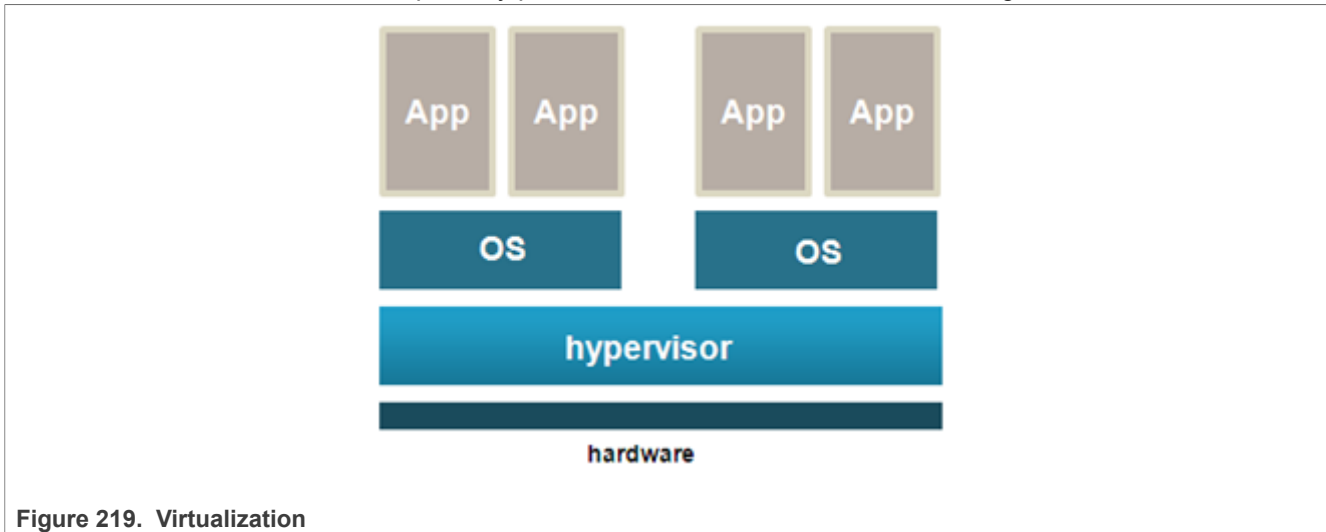 App App App App
OS OS
hypervisor
hardware
Figure 219. Virtualization